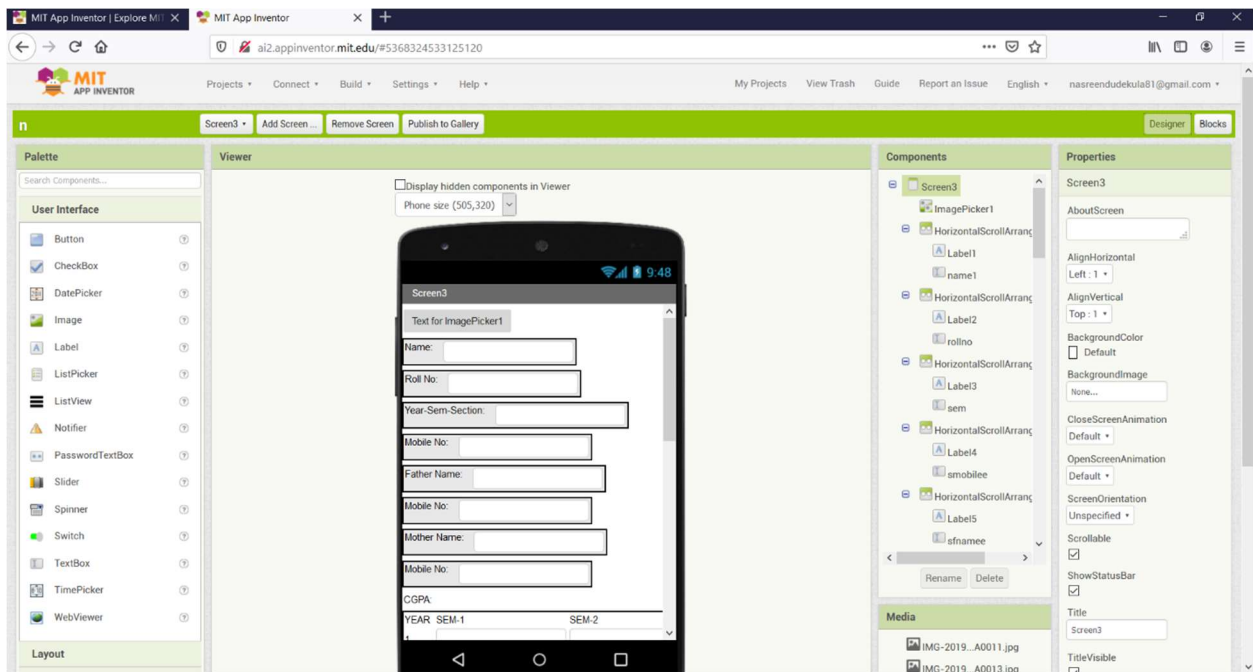 MIT App Inventor | Explore MIT
MIT App Inventor
ai2.appinventor.mit.edu/#5368324533125120
MIT
APP INVENTOR
Projects
Connect
Build
Settings
Help
My Projects
View Trash
Guide
Report an Issue
English
nasreendudekula81@gmail.com
n
Screen3
Add Screen ...
Remove Screen
Publish to Gallery
Designer
Blocks
Palette
Search Components...
User Interface
Button
CheckBox
DatePicker
Image
Label
ListPicker
ListView
Notifier
PasswordTextBox
Slider
Spinner
Switch
TextBox
TimePicker
WebViewer
Layout
Viewer
Display hidden components in Viewer
Phone size (505,320)
9:48
Screen3
Text for ImagePicker1
Name:
Roll No:
Year-Sem-Section:
Mobile No:
Father Name:
Mobile No:
Mother Name:
Mobile No:
CGPA:
YEAR SEM-1 SEM-2
1
Components
Screen3
ImagePicker1
HorizontalScrollArrang
Label1
name1
HorizontalScrollArrang
Label2
rollno
HorizontalScrollArrang
Label3
sem
HorizontalScrollArrang
Label4
smobilee
HorizontalScrollArrang
Label5
sfnamee
Rename
Delete
Media
IMG-2019...A0011.jpg
IMG-2019...A0013.jpg
Properties
Screen3
AboutScreen
AlignHorizontal
Left : 1
AlignVertical
Top : 1
BackgroundColor
Default
BackgroundImage
None...
CloseScreenAnimation
Default
OpenScreenAnimation
Default
ScreenOrientation
Unspecified
Scrollable
ShowStatusBar
Title
Screen3
TitleVisible